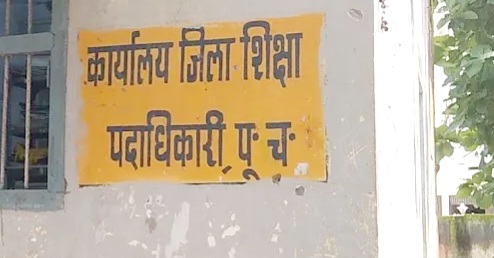 कार्यालय जिला शिक्षा
पदाधिकारी, पू॰ च॰